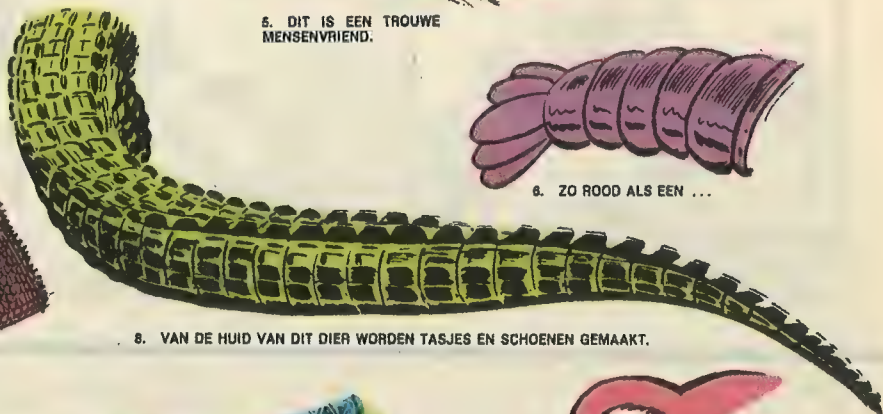 5. DIT IS EEN TROUWE
MENSENVRIEND.
6. ZO ROOD ALS EEN ...
8. VAN DE HUID VAN DIT DIER WORDEN TASJES EN SCHOENEN GEMAAKT.